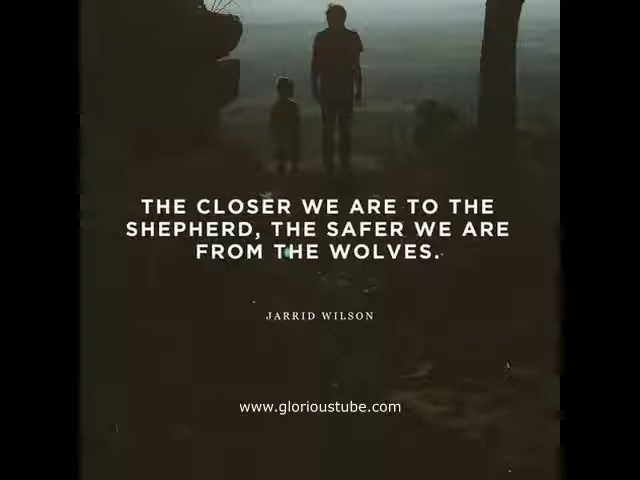 THE CLOSER WE ARE TO THE
SHEPHERD, THE SAFER WE ARE
FROM THE WOLVES.
JARRID WILSON
www.glorioustube.com